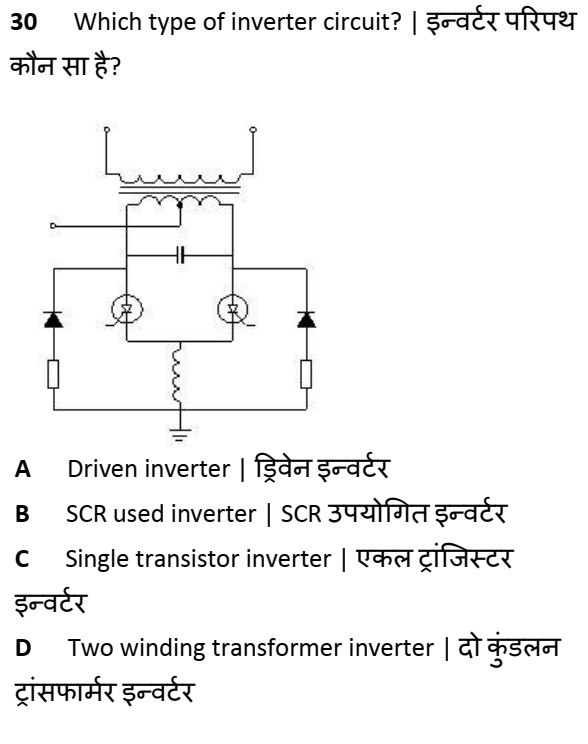 30 Which type of inverter circuit? | इन्वर्टर परिपथ
कौन सा है?
A Driven inverter | ड्रिवेन इन्वर्टर
B SCR used inverter | SCR उपयोगित इन्वर्टर
C Single transistor inverter | एकल ट्रांजिस्टर
इन्वर्टर
D Two winding transformer inverter | दो कुंडलन
ट्रांसफार्मर इन्वर्टर